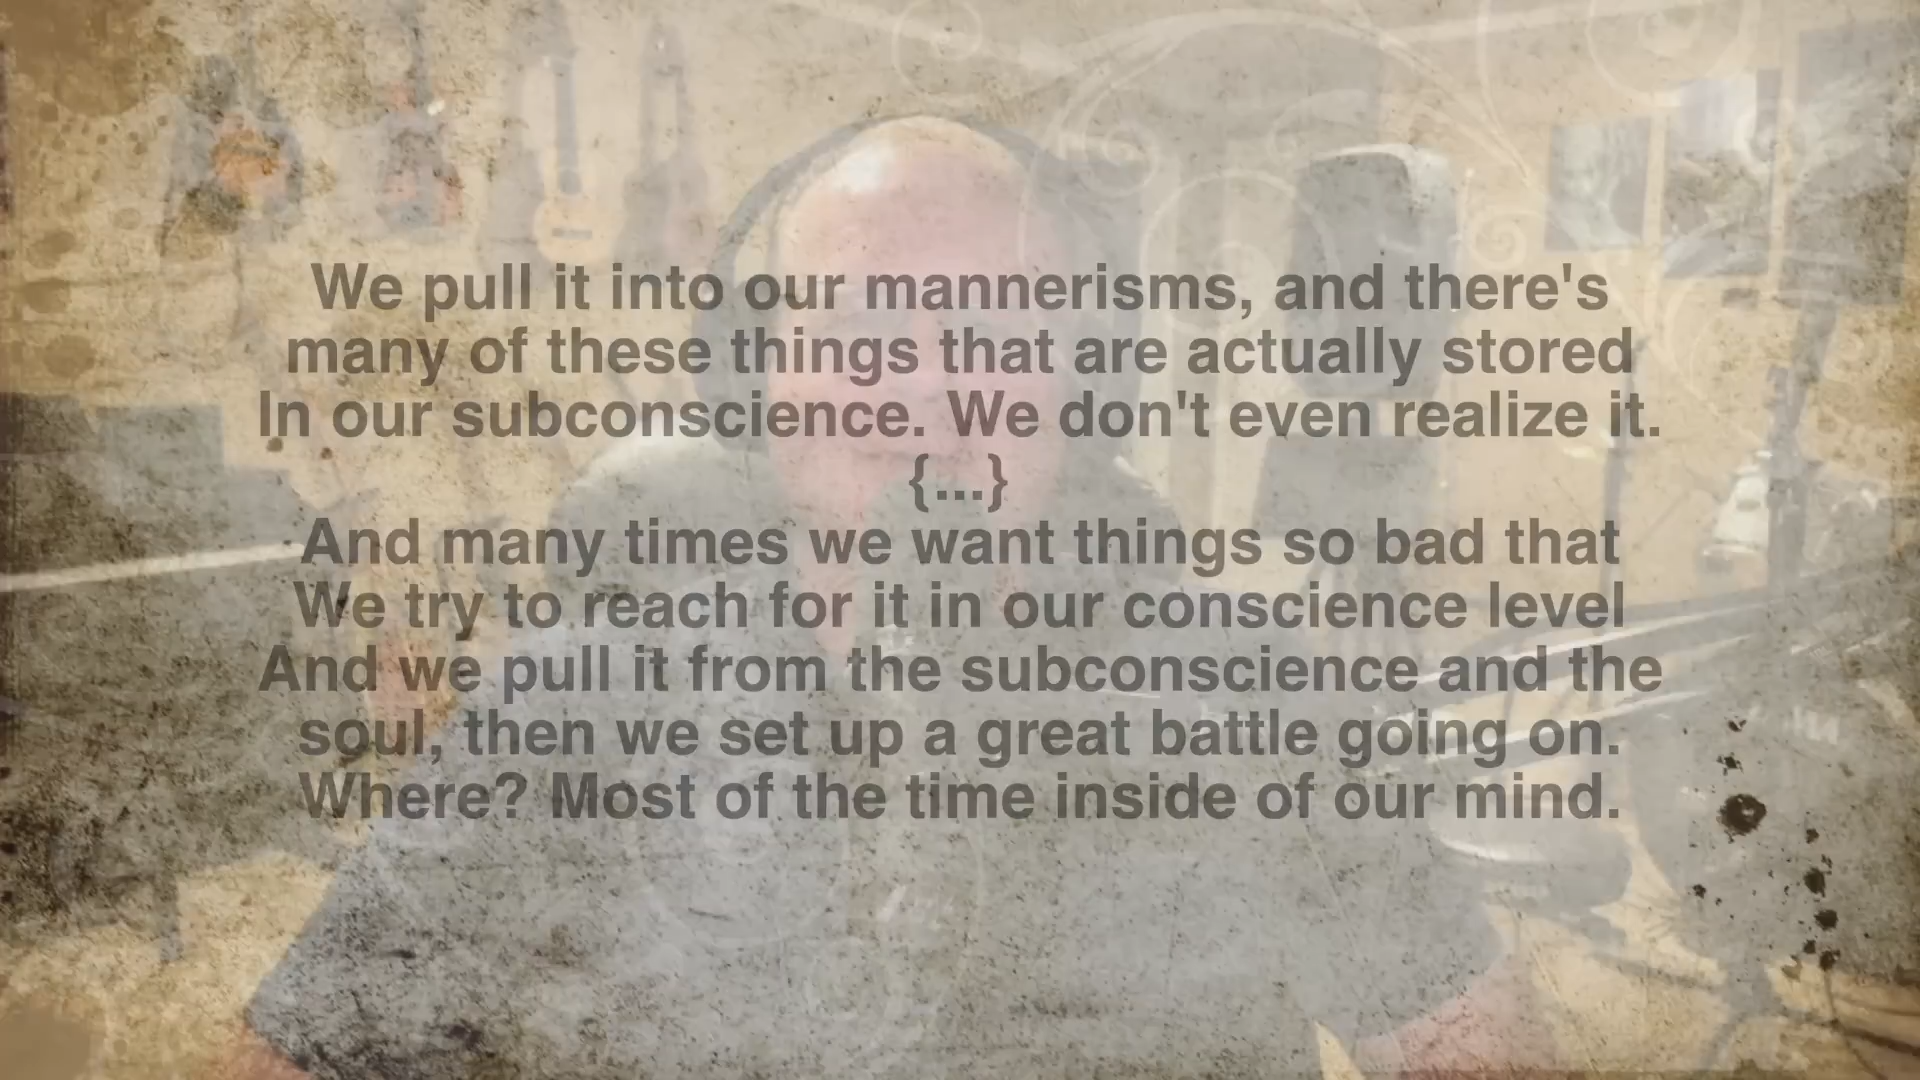 We pull it into our mannerisms, and there's
many of these things that are actually stored
In our subconscience. We don't even realize it.
{...}
And many times we want things so bad that
We try to reach for it in our conscience level
And we pull it from the subconscience and the
soul, then we set up a great battle going on.
Where? Most of the time inside of our mind.